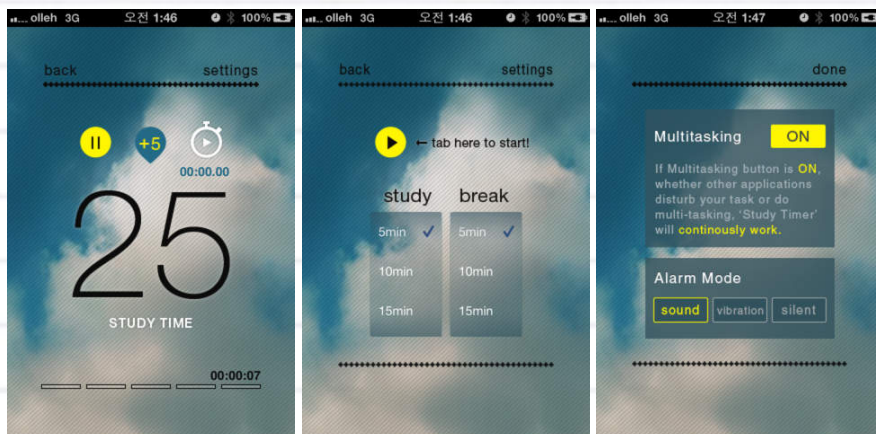 olleh 3G 오전 1:46 100%
back settings
+5
00:00.00
25
STUDY TIME
00:00:07
olleh 3G 오전 1:46 100%
back settings
← tab here to start!
study break
5min 5min
10min 10min
15min 15min
olleh 3G 오전 1:47 100%
done
Multitasking ON
If Multitasking button is ON,
whether other applications
disturb your task or do
multi-tasking, 'Study Timer'
will continously work.
Alarm Mode
sound vibration silent